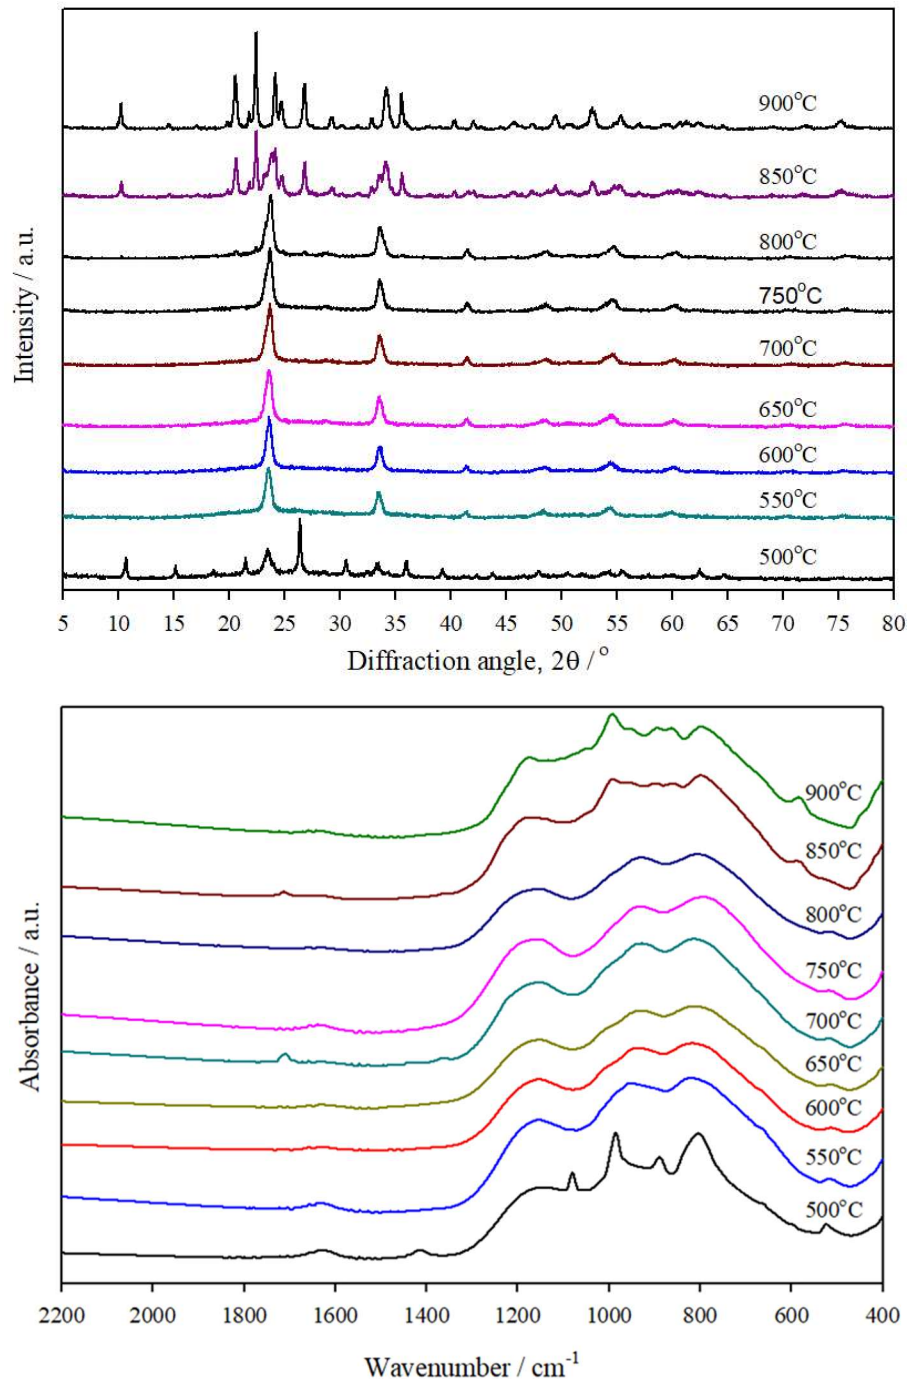 900°C
850°C
800°C
750°C
700°C
650°C
600°C
550°C
500°C
Intensity / a.u.
5 10 15 20 25 30 35 40 45 50 55 60 65 70 75 80
Diffraction angle, 2θ / °
900°C
850°C
800°C
750°C
700°C
650°C
600°C
550°C
500°C
Absorbance / a.u.
2200 2000 1800 1600 1400 1200 1000 800 600 400
Wavenumber / cm⁻¹